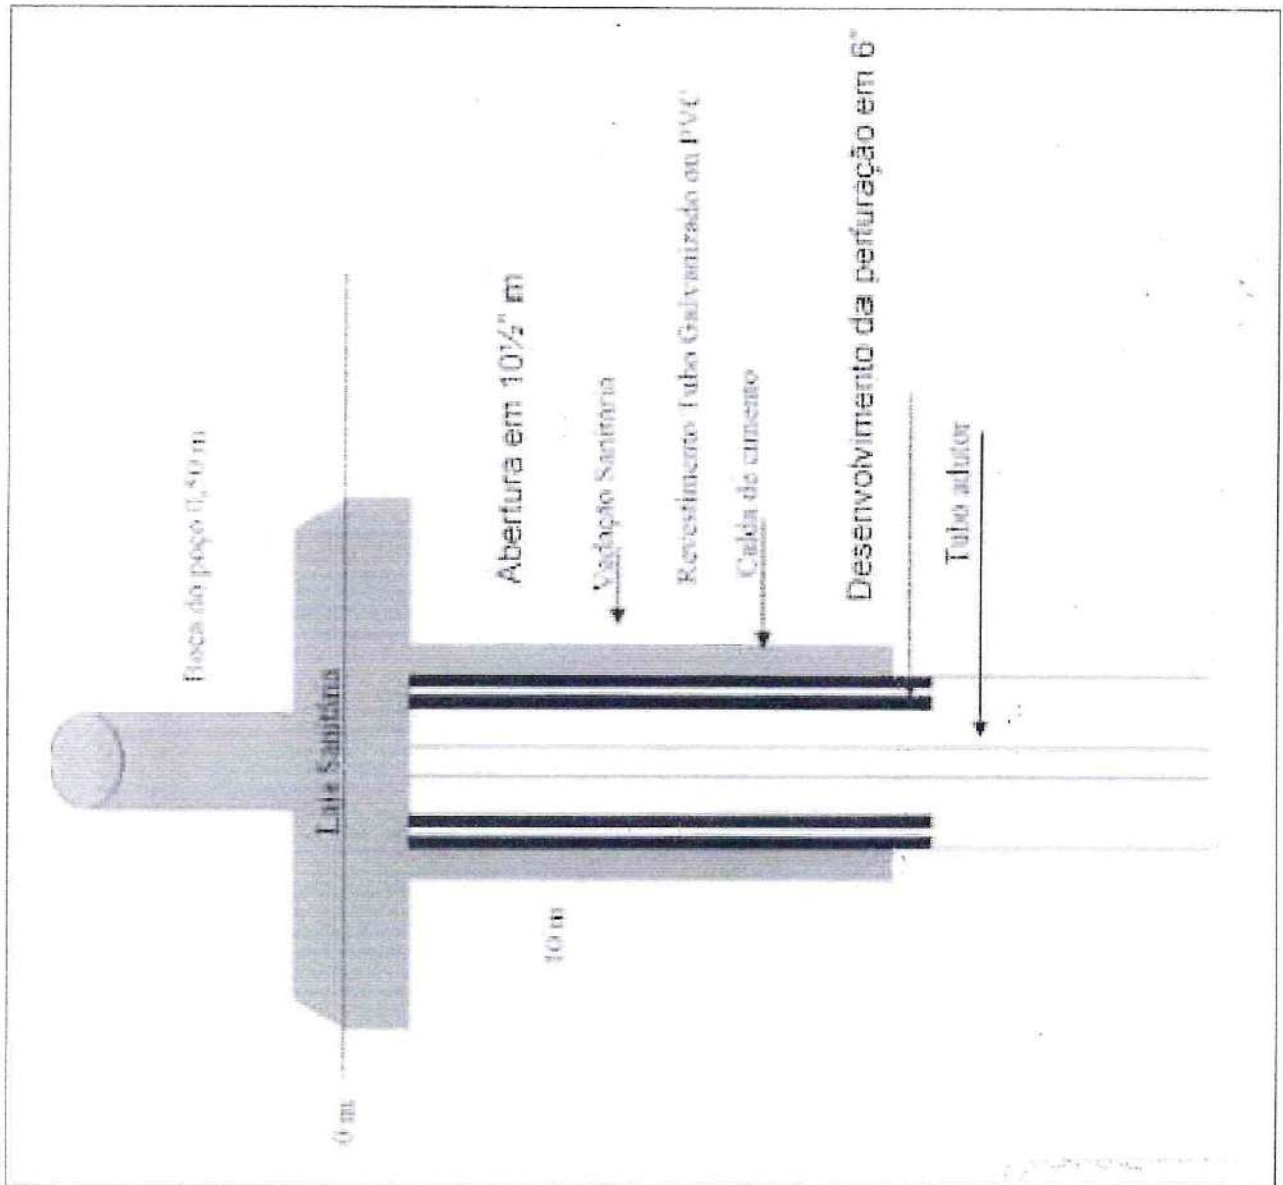 Boca do poço 0,50 m
0 m
Laje Sanitária
Abertura em 10½" m
Vedação Sanitária
10 m
Revestimento Tubo Galvanizado ou PVC
Calda de cimento
Desenvolvimento da perfuração em 6"
Tubo adutor